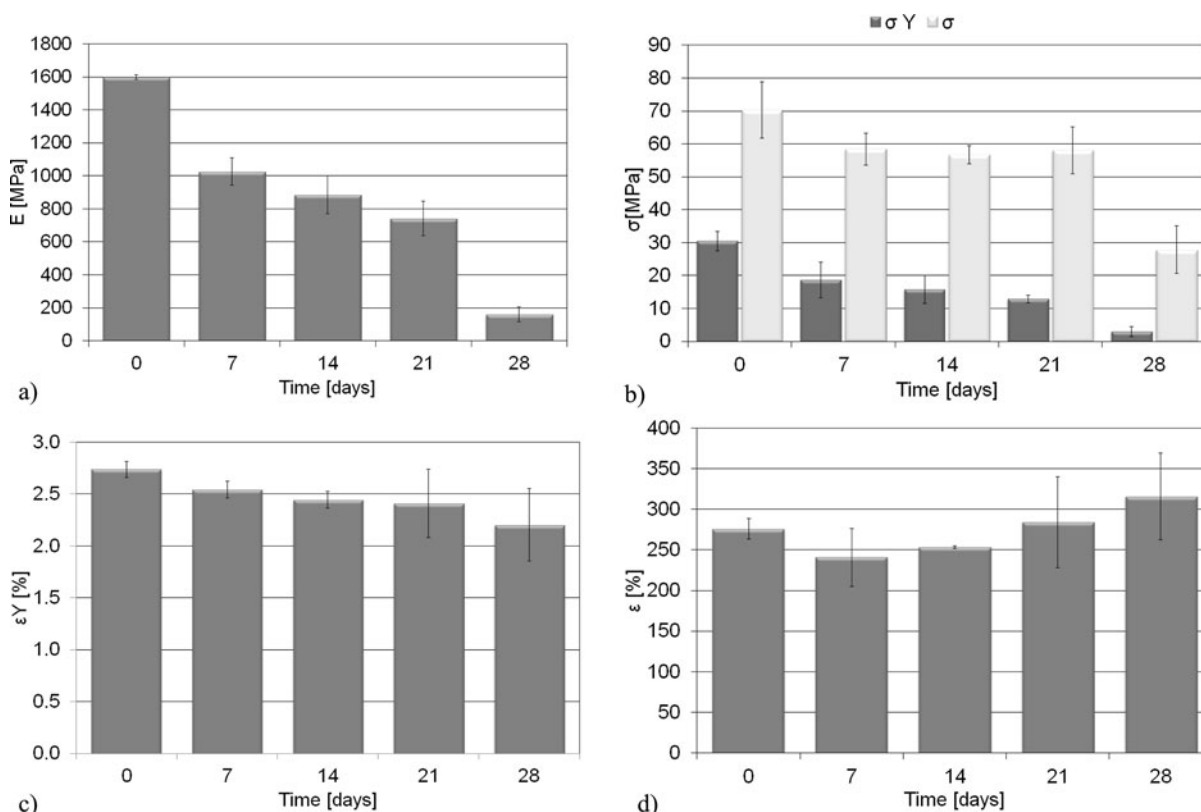 1800
1600
1400
1200
1000
800
600
400
200
0
E [MPa]
0 7 14 21 28
Time [days]
a)
σ Y σ
90
80
70
60
50
40
30
20
10
0
σ[MPa]
0 7 14 21 28
Time [days]
b)
3.0
2.5
2.0
1.5
1.0
0.5
0.0
εY [%]
0 7 14 21 28
Time [days]
c)
400
350
300
250
200
150
100
50
0
ε [%]
0 7 14 21 28
Time [days]
d)